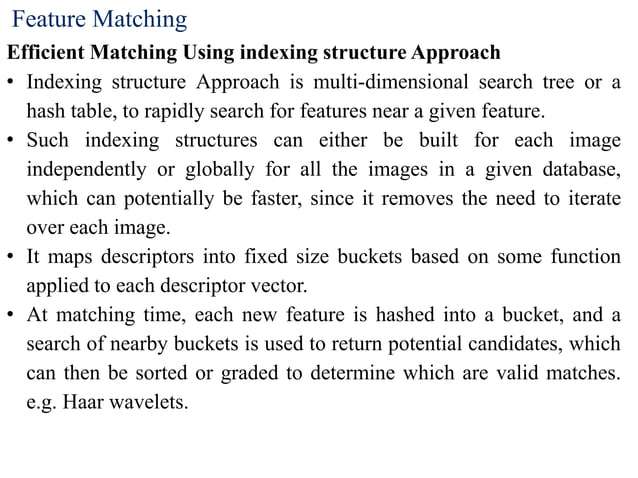 Feature Matching
Efficient Matching Using indexing structure Approach
• Indexing structure Approach is multi-dimensional search tree or a
hash table, to rapidly search for features near a given feature.
• Such indexing structures can either be built for each image
independently or globally for all the images in a given database,
which can potentially be faster, since it removes the need to iterate
over each image.
• It maps descriptors into fixed size buckets based on some function
applied to each descriptor vector.
• At matching time, each new feature is hashed into a bucket, and a
search of nearby buckets is used to return potential candidates, which
can then be sorted or graded to determine which are valid matches.
e.g. Haar wavelets.